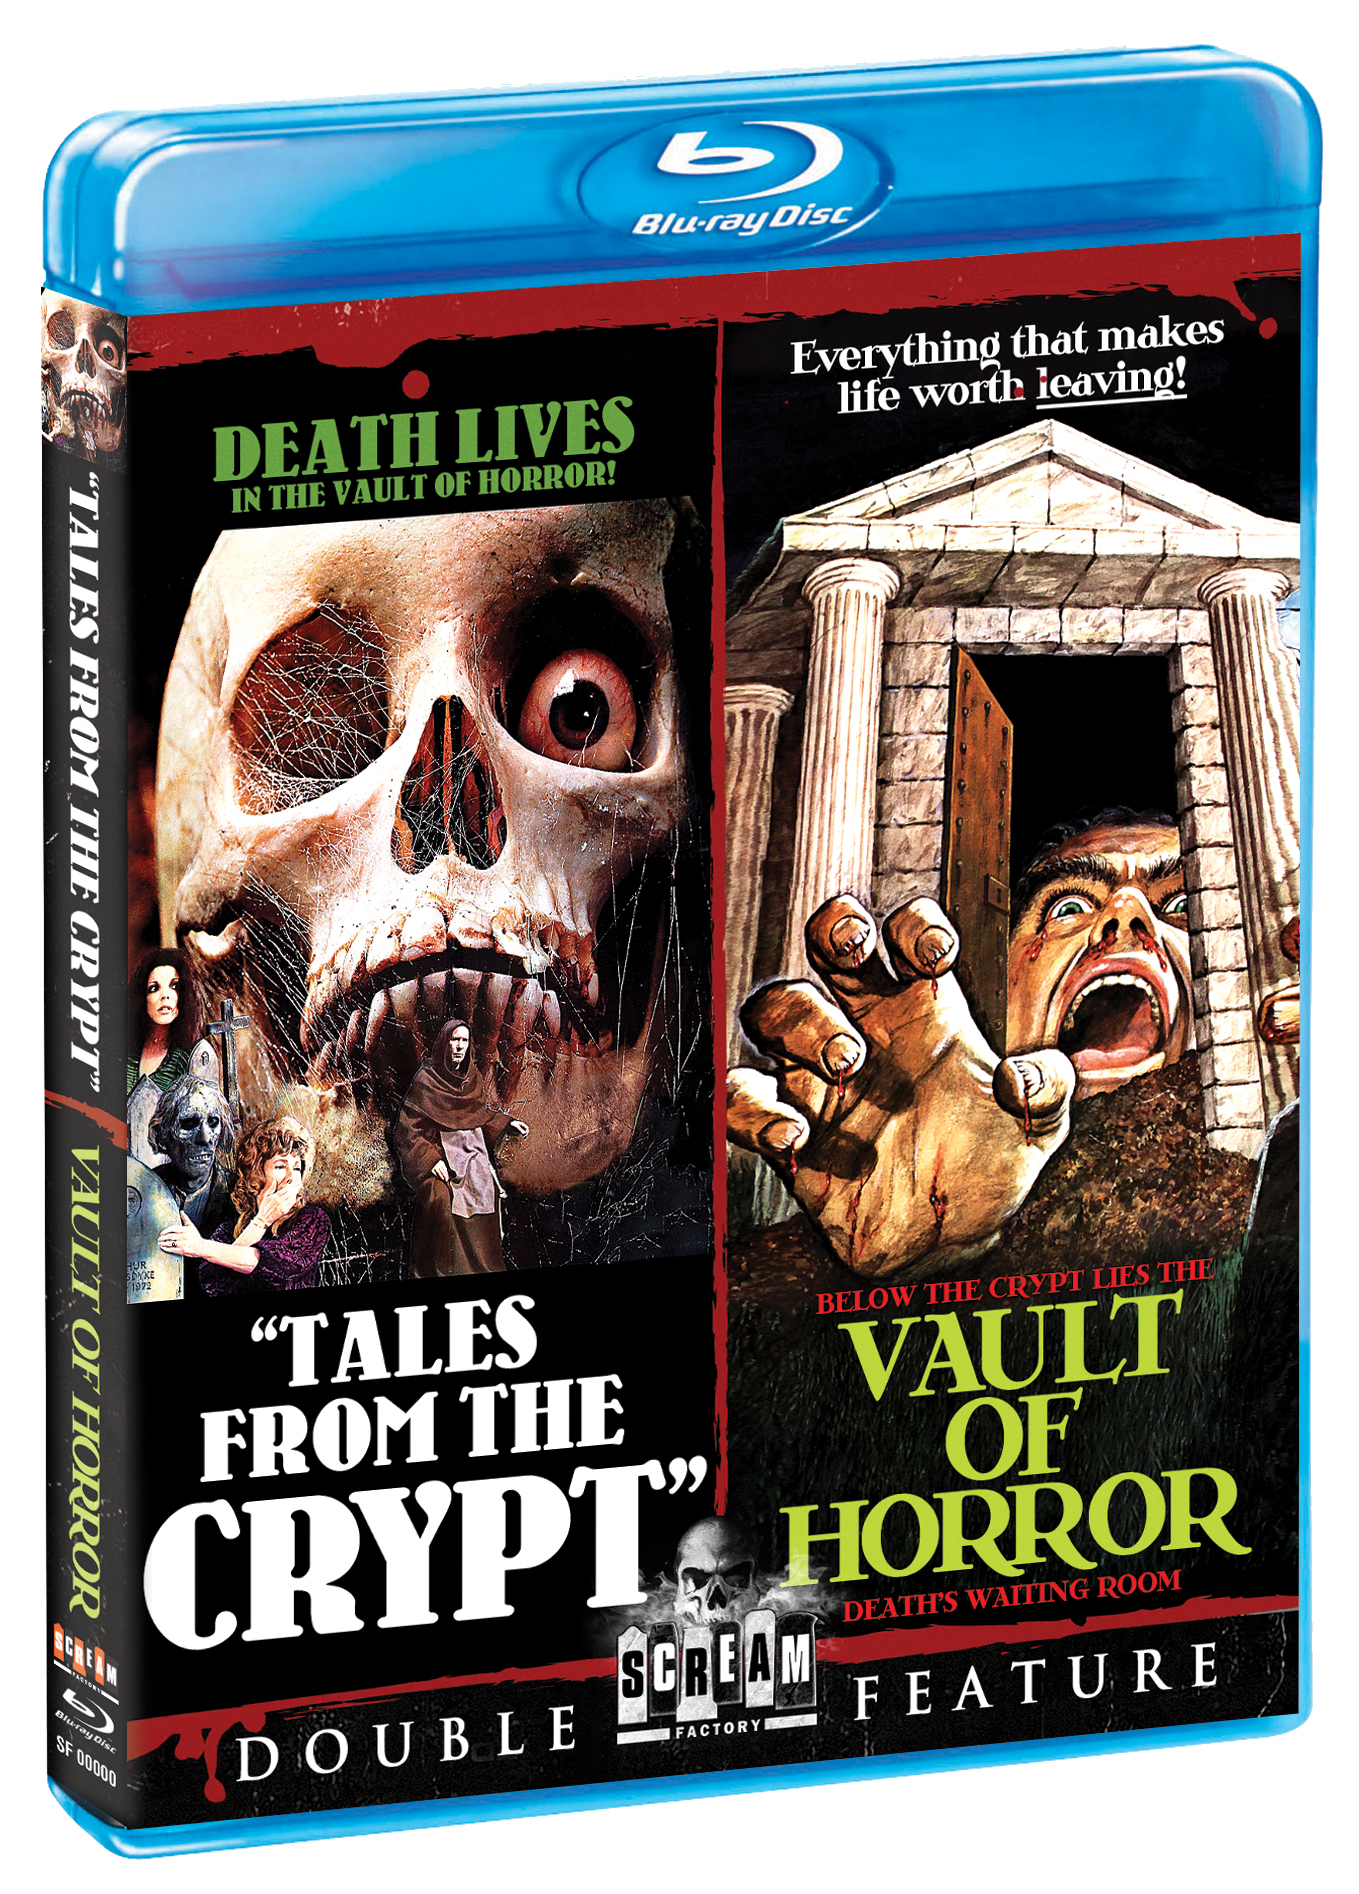 Blu-ray Disc
DEATH LIVES
IN THE VAULT OF HORROR!
Everything that makes
life worth leaving!
HUR
1972
"TALES
FROM THE
CRYPT"
BELOW THE CRYPT LIES THE
VAULT
OF
HORROR
DEATH'S WAITING ROOM
SCREAM
FACTORY
DOUBLE FEATURE
"TALES FROM THE CRYPT" VAULT OF HORROR
SCREAM
FACTORY
Blu-ray Disc
SF 00000